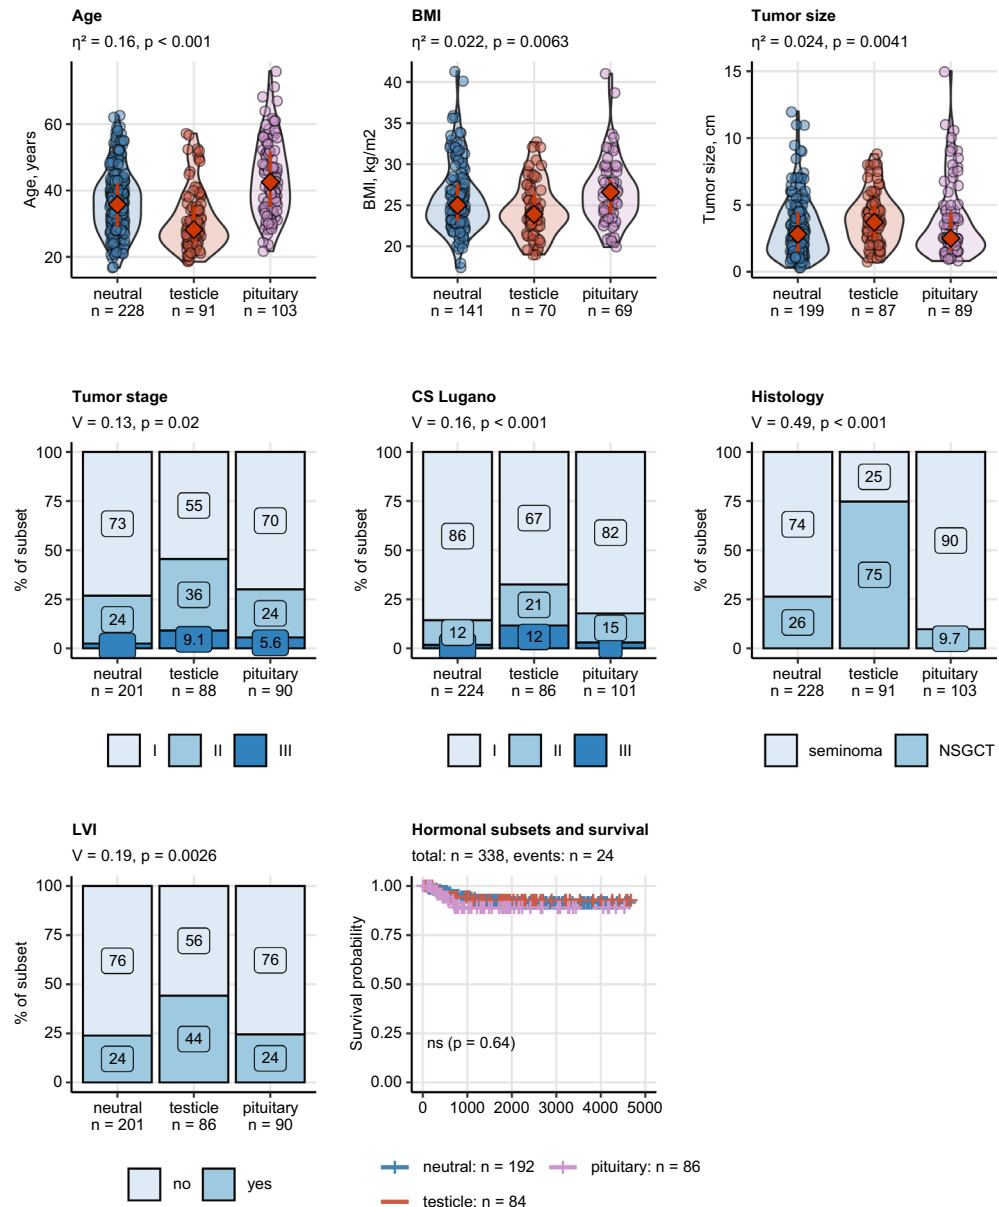 Age
η² = 0.16, p < 0.001
Age, years
60
40
20
neutral
n = 228
testicle
n = 91
pituitary
n = 103
BMI
η² = 0.022, p = 0.0063
BMI, kg/m2
40
35
30
25
20
neutral
n = 141
testicle
n = 70
pituitary
n = 69
Tumor size
η² = 0.024, p = 0.0041
Tumor size, cm
15
10
5
0
neutral
n = 199
testicle
n = 87
pituitary
n = 89
Tumor stage
V = 0.13, p = 0.02
% of subset
100
75
50
25
0
73
24
55
36
9.1
70
24
5.6
neutral
n = 201
testicle
n = 88
pituitary
n = 90
I
II
III
CS Lugano
V = 0.16, p < 0.001
% of subset
100
75
50
25
0
86
12
67
21
12
82
15
neutral
n = 224
testicle
n = 86
pituitary
n = 101
I
II
III
Histology
V = 0.49, p < 0.001
% of subset
100
75
50
25
0
74
26
25
75
90
9.7
neutral
n = 228
testicle
n = 91
pituitary
n = 103
seminoma
NSGCT
LVI
V = 0.19, p = 0.0026
% of subset
100
75
50
25
0
76
24
56
44
76
24
neutral
n = 201
testicle
n = 86
pituitary
n = 90
no
yes
Hormonal subsets and survival
total: n = 338, events: n = 24
Survival probability
1.00
0.75
0.50
0.25
0.00
ns (p = 0.64)
0
1000
2000
3000
4000
5000
neutral: n = 192
pituitary: n = 86
testicle: n = 84